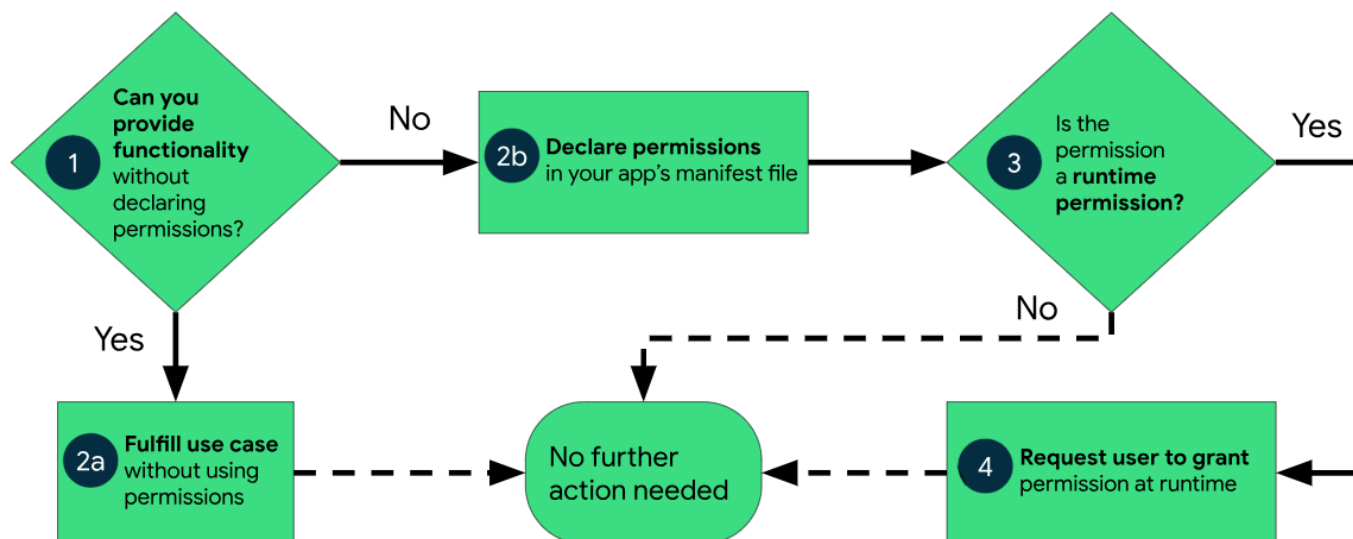 1
Can you
provide
functionality
without
declaring
permissions?
No
2b
Declare permissions
in your app's manifest file
3
Is the
permission
a runtime
permission?
Yes
Yes
No
2a
Fulfill use case
without using
permissions
No further
action needed
4
Request user to grant
permission at runtime